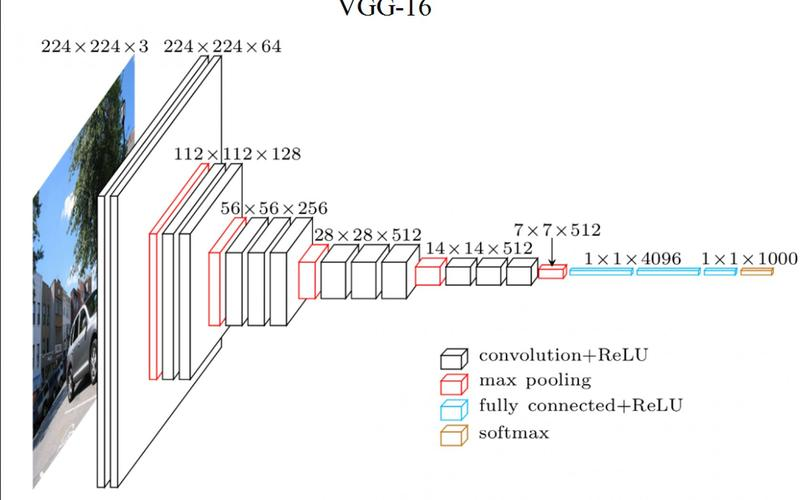 VGG-16
224×224×3
224×224×64
112×112×128
56×56×256
28×28×512
14×14×512
7×7×512
1×1×4096
1×1×1000
convolution+ReLU
max pooling
fully connected+ReLU
softmax